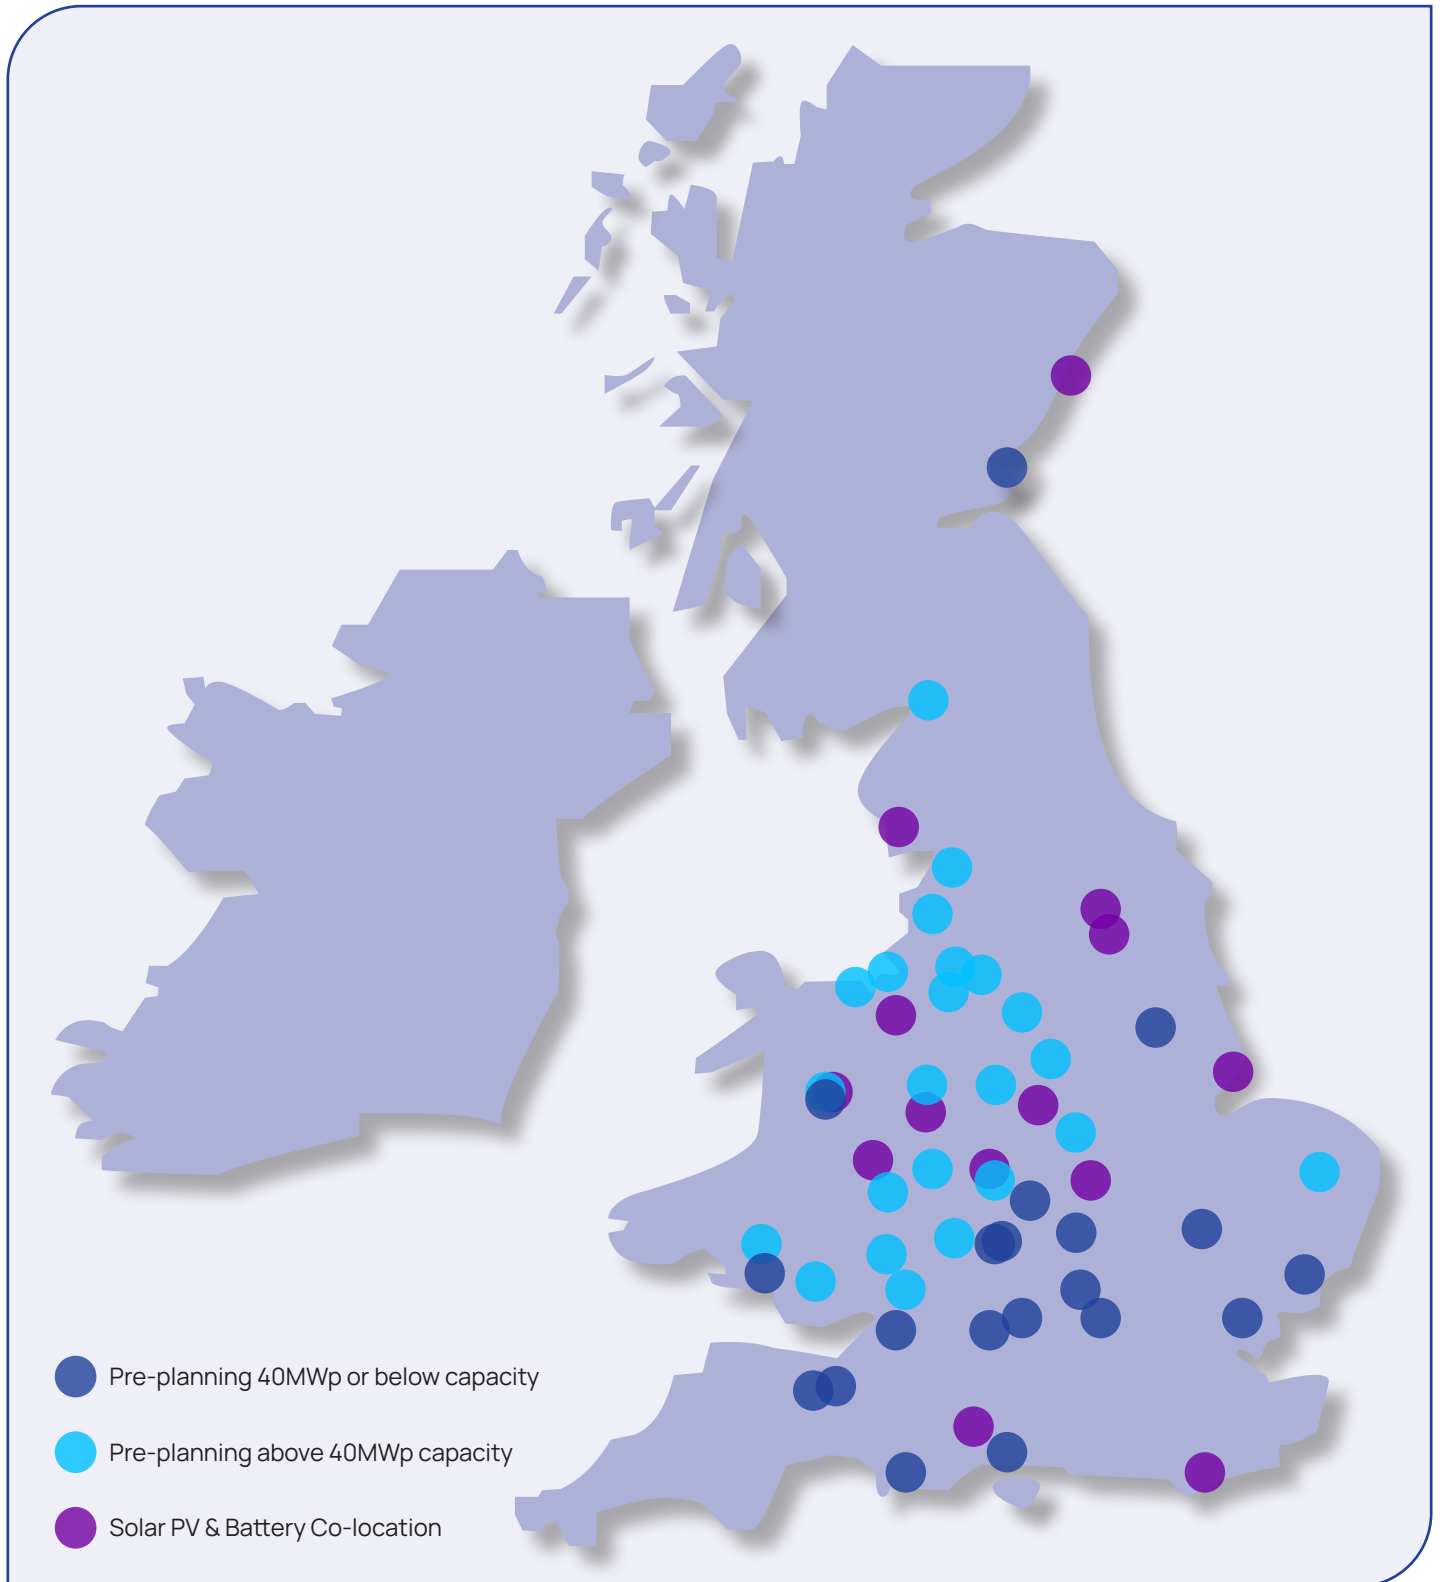 Pre-planning 40MWp or below capacity
Pre-planning above 40MWp capacity
Solar PV & Battery Co-location